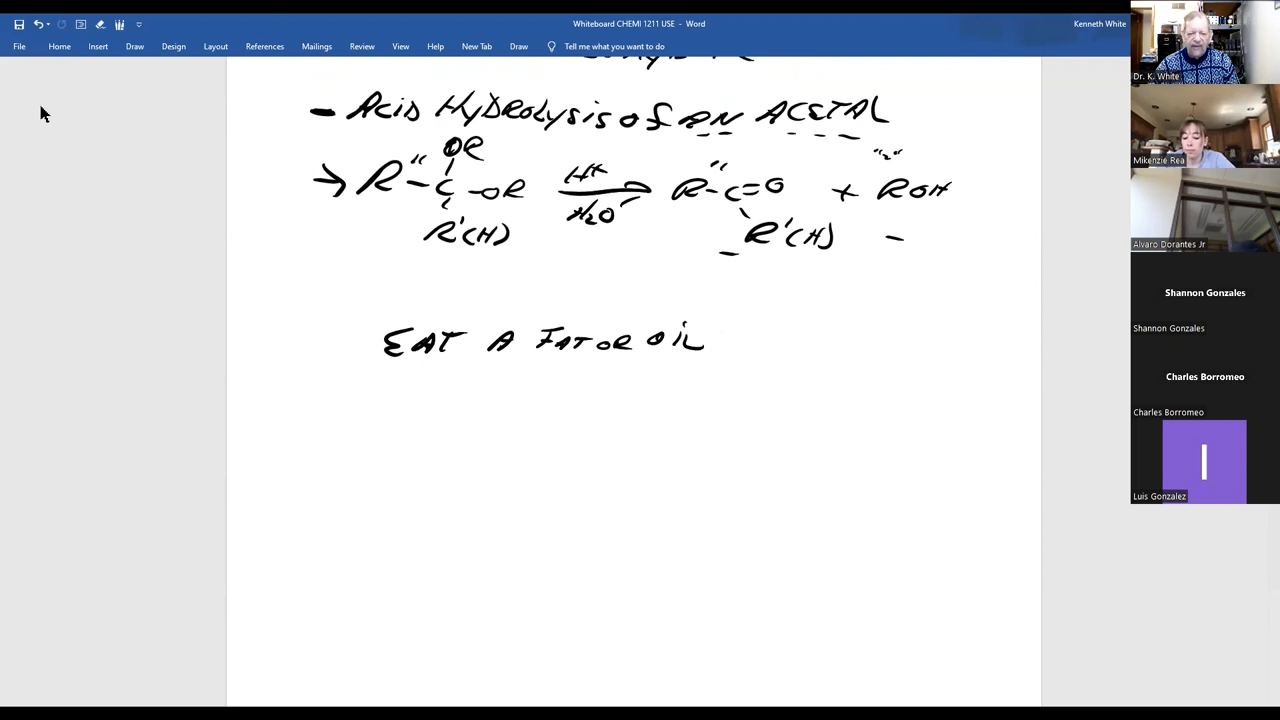 Whiteboard CHEMI 1211 USE - Word
Kenneth White
File Home Insert Draw Design Layout References Mailings Review View Help New Tab Draw Tell me what you want to do
- ACID HYDROLYSIS OF AN ACETAL
OR
→ R" - C - OR H+ H2O R" - C = O + "2" ROH
R'(H) R'(H)
EAT A FAT OR OIL
Dr. K. White
Mikenzie Rea
Alvaro Dorantes Jr
Shannon Gonzales
Shannon Gonzales
Charles Borromeo
Charles Borromeo
I
Luis Gonzalez